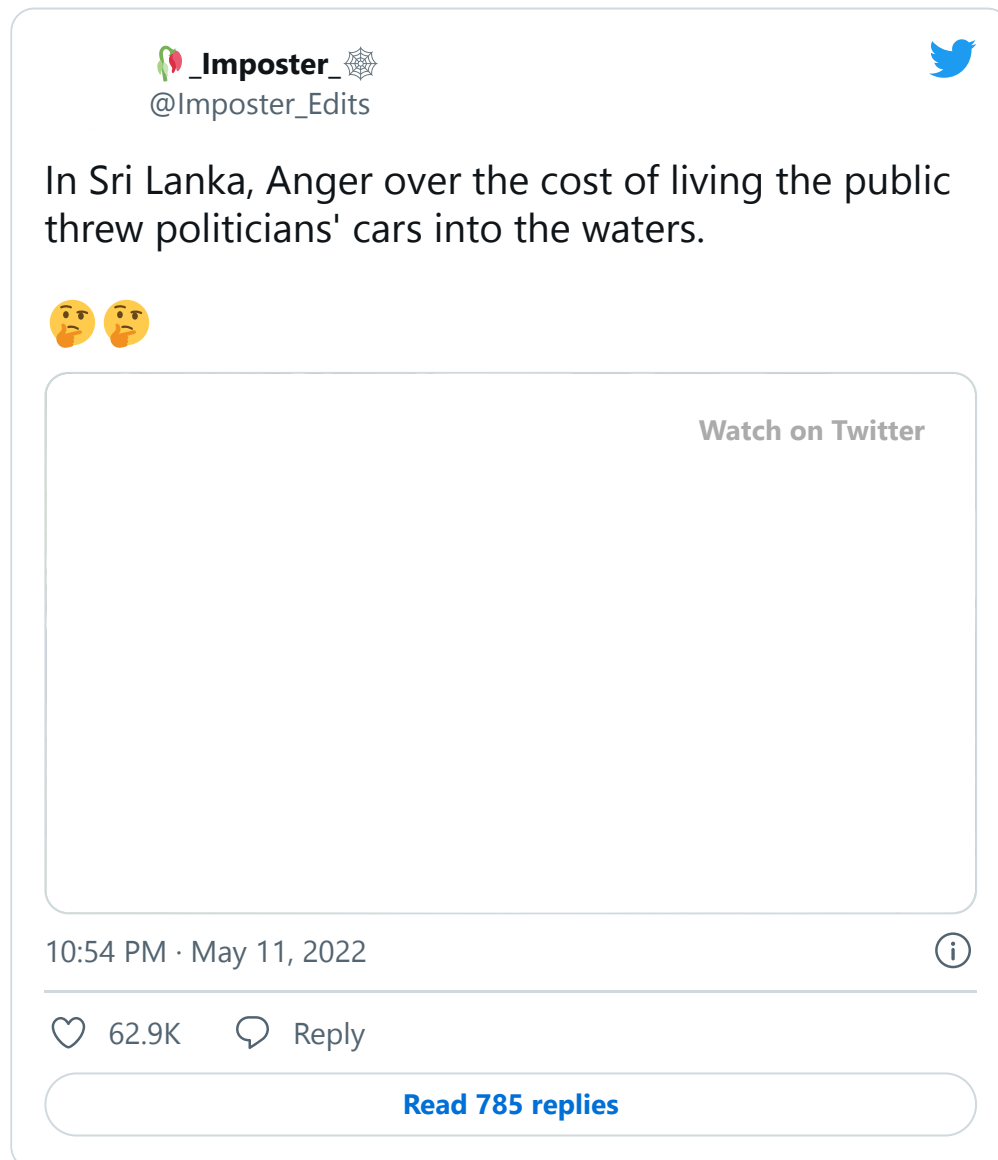 🥀_Imposter_🕸
@Imposter_Edits
In Sri Lanka, Anger over the cost of living the public
threw politicians' cars into the waters.
🤔🤔
Watch on Twitter
10:54 PM · May 11, 2022
62.9K Reply
Read 785 replies